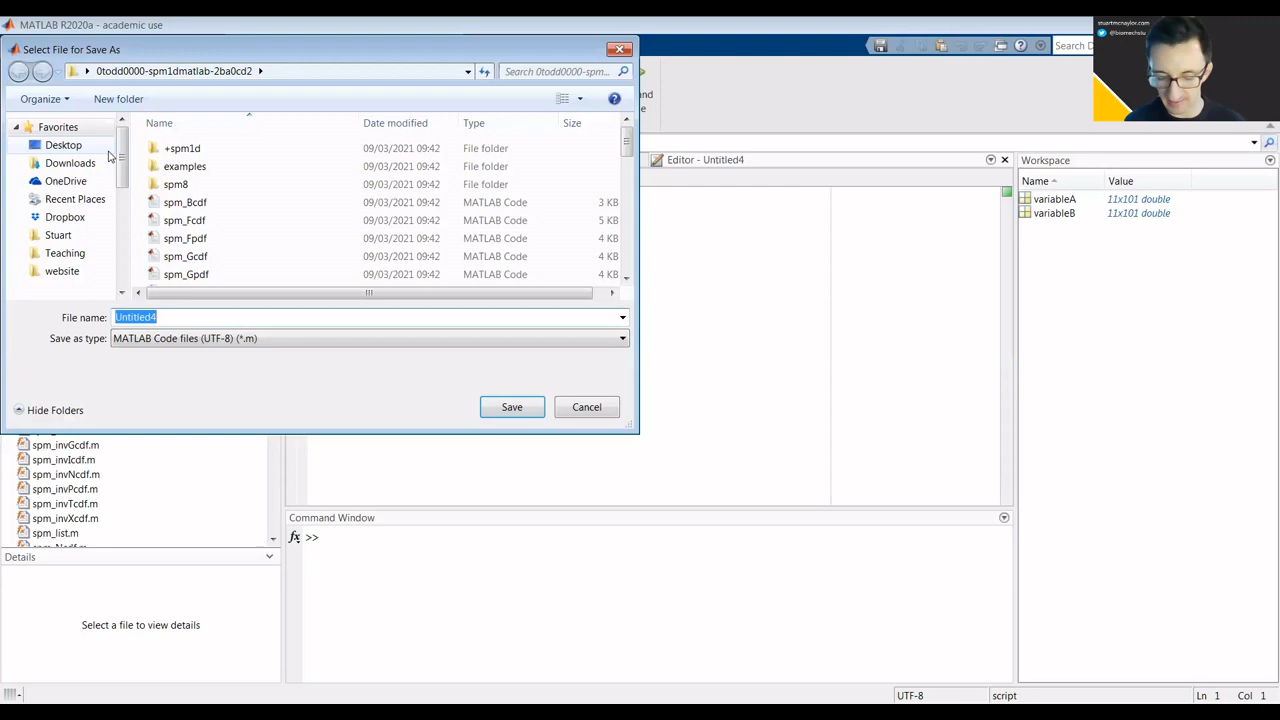 MATLAB R2020a - academic use
stuartmcnaylor.com
Select File for Save As
Search D
0todd0000-spm1dmatlab-2ba0cd2
Search 0todd0000-spm...
Organize
New folder
Favorites
Desktop
Downloads
OneDrive
Recent Places
Dropbox
Stuart
Teaching
website
Name Date modified Type Size
+spm1d 09/03/2021 09:42 File folder
examples 09/03/2021 09:42 File folder
spm8 09/03/2021 09:42 File folder
spm_Bcdf 09/03/2021 09:42 MATLAB Code 3 KB
spm_Fcdf 09/03/2021 09:42 MATLAB Code 5 KB
spm_Fpdf 09/03/2021 09:42 MATLAB Code 4 KB
spm_Gcdf 09/03/2021 09:42 MATLAB Code 4 KB
spm_Gpdf 09/03/2021 09:42 MATLAB Code 4 KB
File name: Untitled4
Save as type: MATLAB Code files (UTF-8) (*.m)
Hide Folders
Save
Cancel
Editor - Untitled4
Workspace
Name Value
variableA 11x101 double
variableB 11x101 double
spm_invGcdf.m
spm_invIcdf.m
spm_invNcdf.m
spm_invPcdf.m
spm_invTcdf.m
spm_invXcdf.m
spm_list.m
Details
Select a file to view details
Command Window
fx >>
UTF-8
script
Ln 1 Col 1